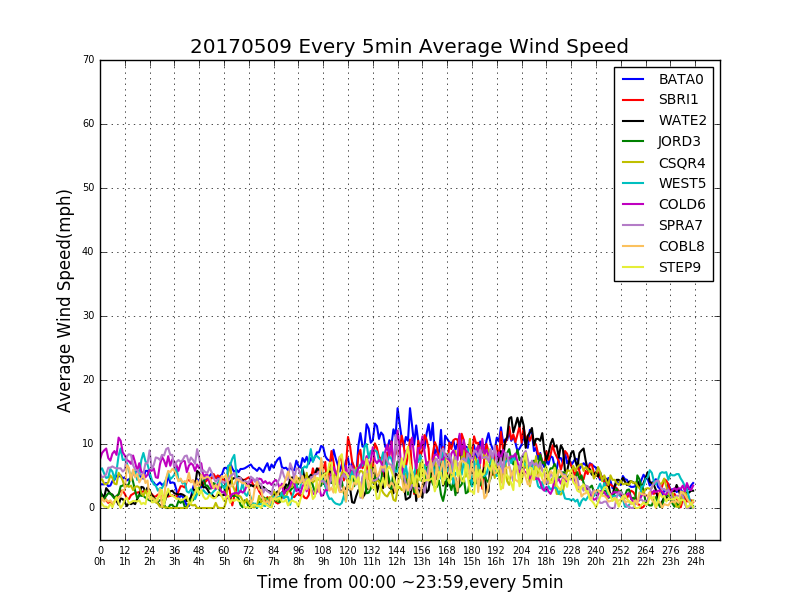 20170509 Every 5min Average Wind Speed
70
60
50
40
30
20
10
0
Average Wind Speed(mph)
BATA0
SBRI1
WATE2
JORD3
CSQR4
WEST5
COLD6
SPRA7
COBL8
STEP9
0 12 24 36 48 60 72 84 96 108 120 132 144 156 168 180 192 204 216 228 240 252 264 276 288
0h 1h 2h 3h 4h 5h 6h 7h 8h 9h 10h 11h 12h 13h 14h 15h 16h 17h 18h 19h 20h 21h 22h 23h 24h
Time from 00:00 ~23:59,every 5min